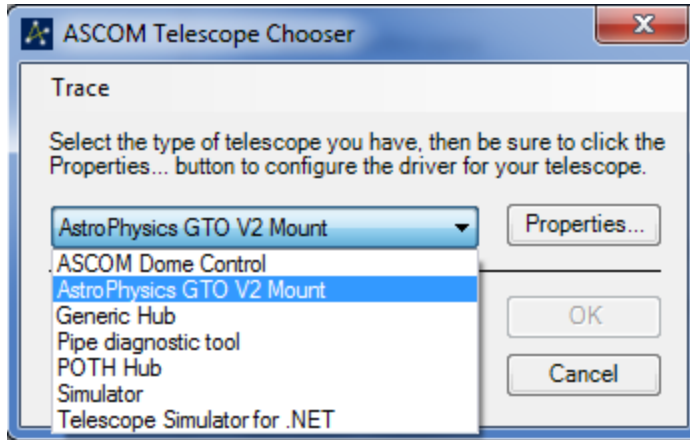 ASCOM Telescope Chooser
Trace
Select the type of telescope you have, then be sure to click the
Properties... button to configure the driver for your telescope.
AstroPhysics GTO V2 Mount
Properties...
ASCOM Dome Control
AstroPhysics GTO V2 Mount
Generic Hub
Pipe diagnostic tool
POTH Hub
Simulator
Telescope Simulator for .NET
OK
Cancel